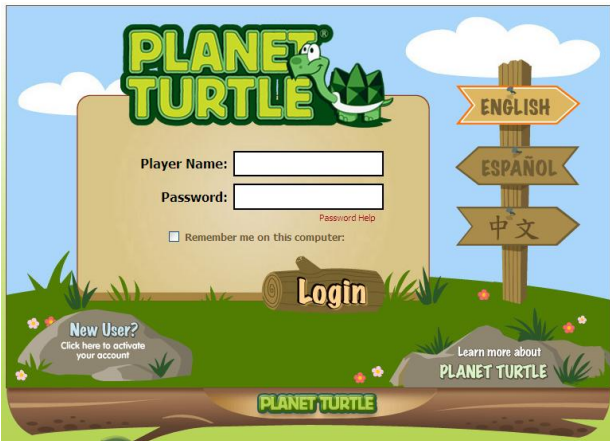 PLANET
TURTLE®
Player Name:
Password:
Password Help
Remember me on this computer:
Login
ENGLISH
ESPAÑOL
中文
New User?
Click here to activate
your account
Learn more about
PLANET TURTLE
PLANET TURTLE